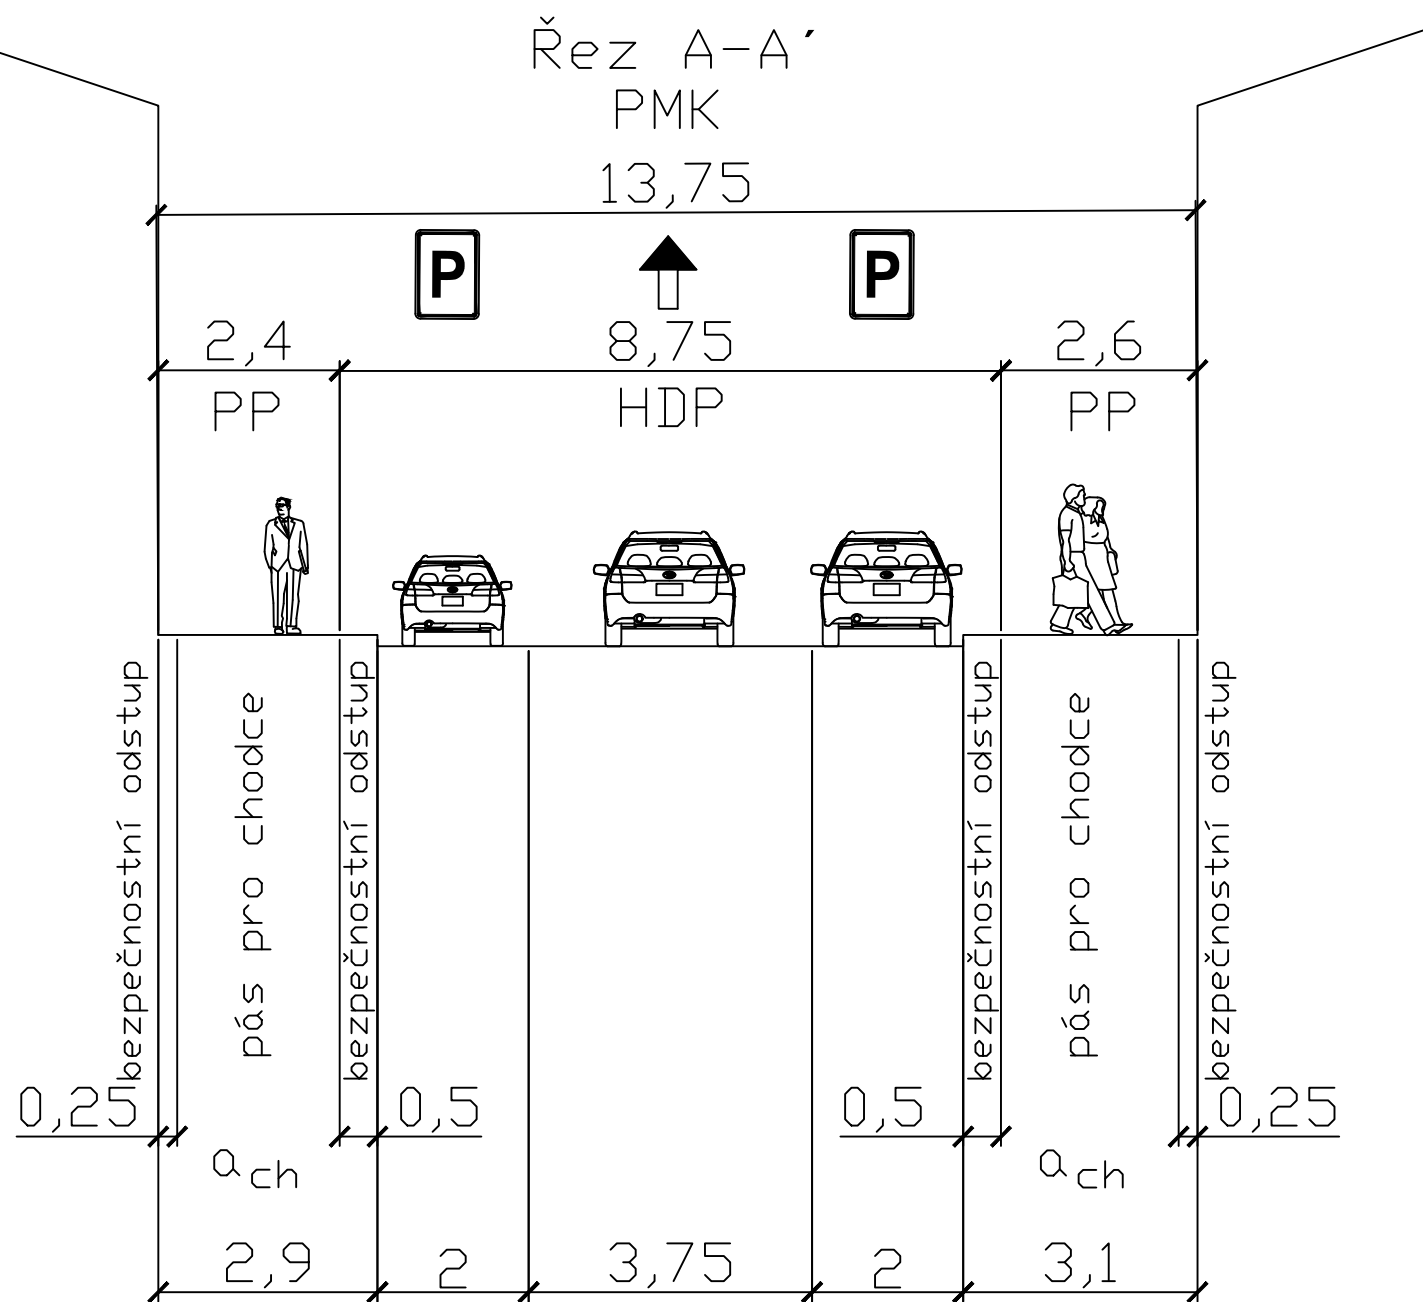 Řez A-A´
PMK
13,75
P P
2,4 8,75 2,6
PP HDP PP
bezpečnostní odstup
pás pro chodce
bezpečnostní odstup
bezpečnostní odstup
pás pro chodce
bezpečnostní odstup
0,25 0,5 0,5 0,25
ach ach
2,9 2 3,75 2 3,1